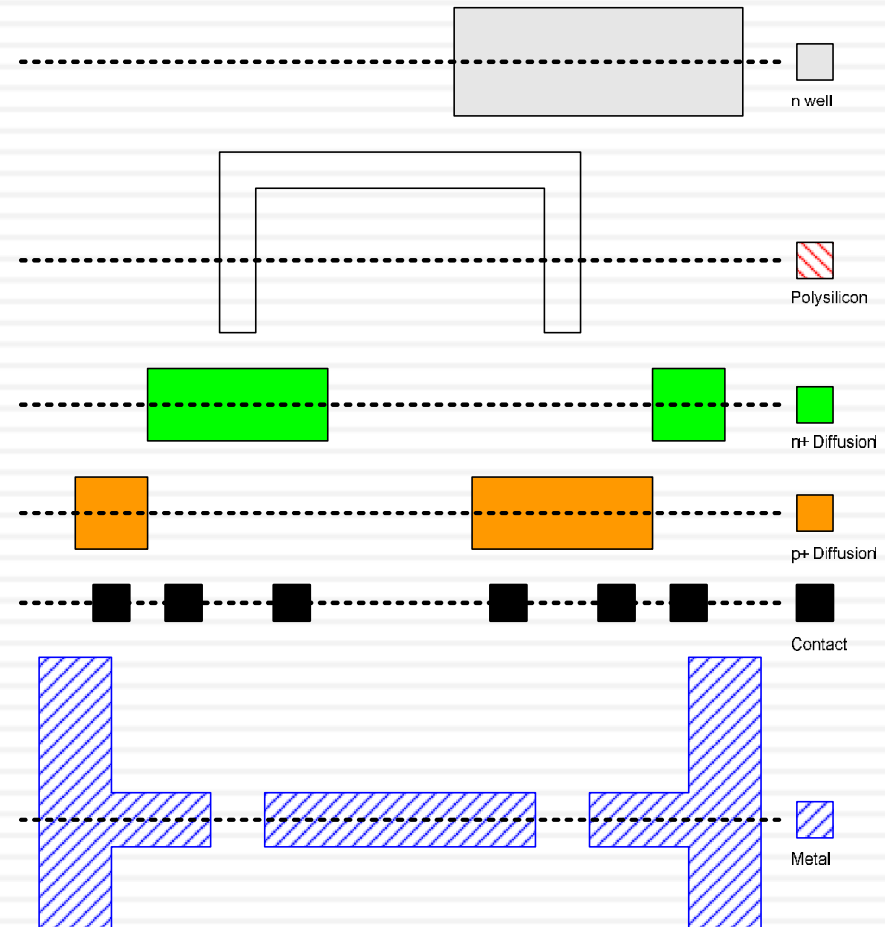 n well
Polysilicon
n+ Diffusion
p+ Diffusion
Contact
Metal